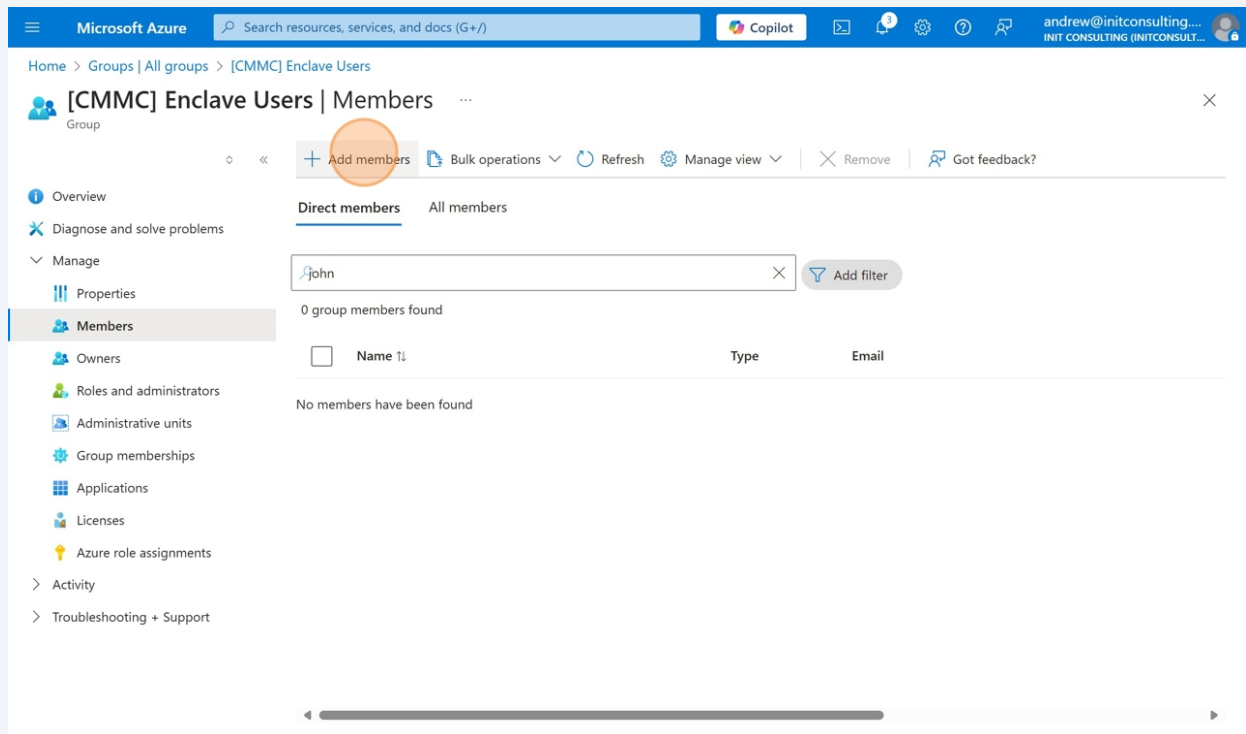 Microsoft Azure
Search resources, services, and docs (G+/)
Copilot
3
andrew@initconsulting....
INIT CONSULTING (INITCONSULT...
Home > Groups | All groups > [CMMC] Enclave Users
[CMMC] Enclave Users | Members ...
Group
+ Add members
Bulk operations
Refresh
Manage view
Remove
Got feedback?
Overview
Diagnose and solve problems
Manage
Properties
Members
Owners
Roles and administrators
Administrative units
Group memberships
Applications
Licenses
Azure role assignments
Activity
Troubleshooting + Support
Direct members
All members
john
Add filter
0 group members found
Name
Type
Email
No members have been found